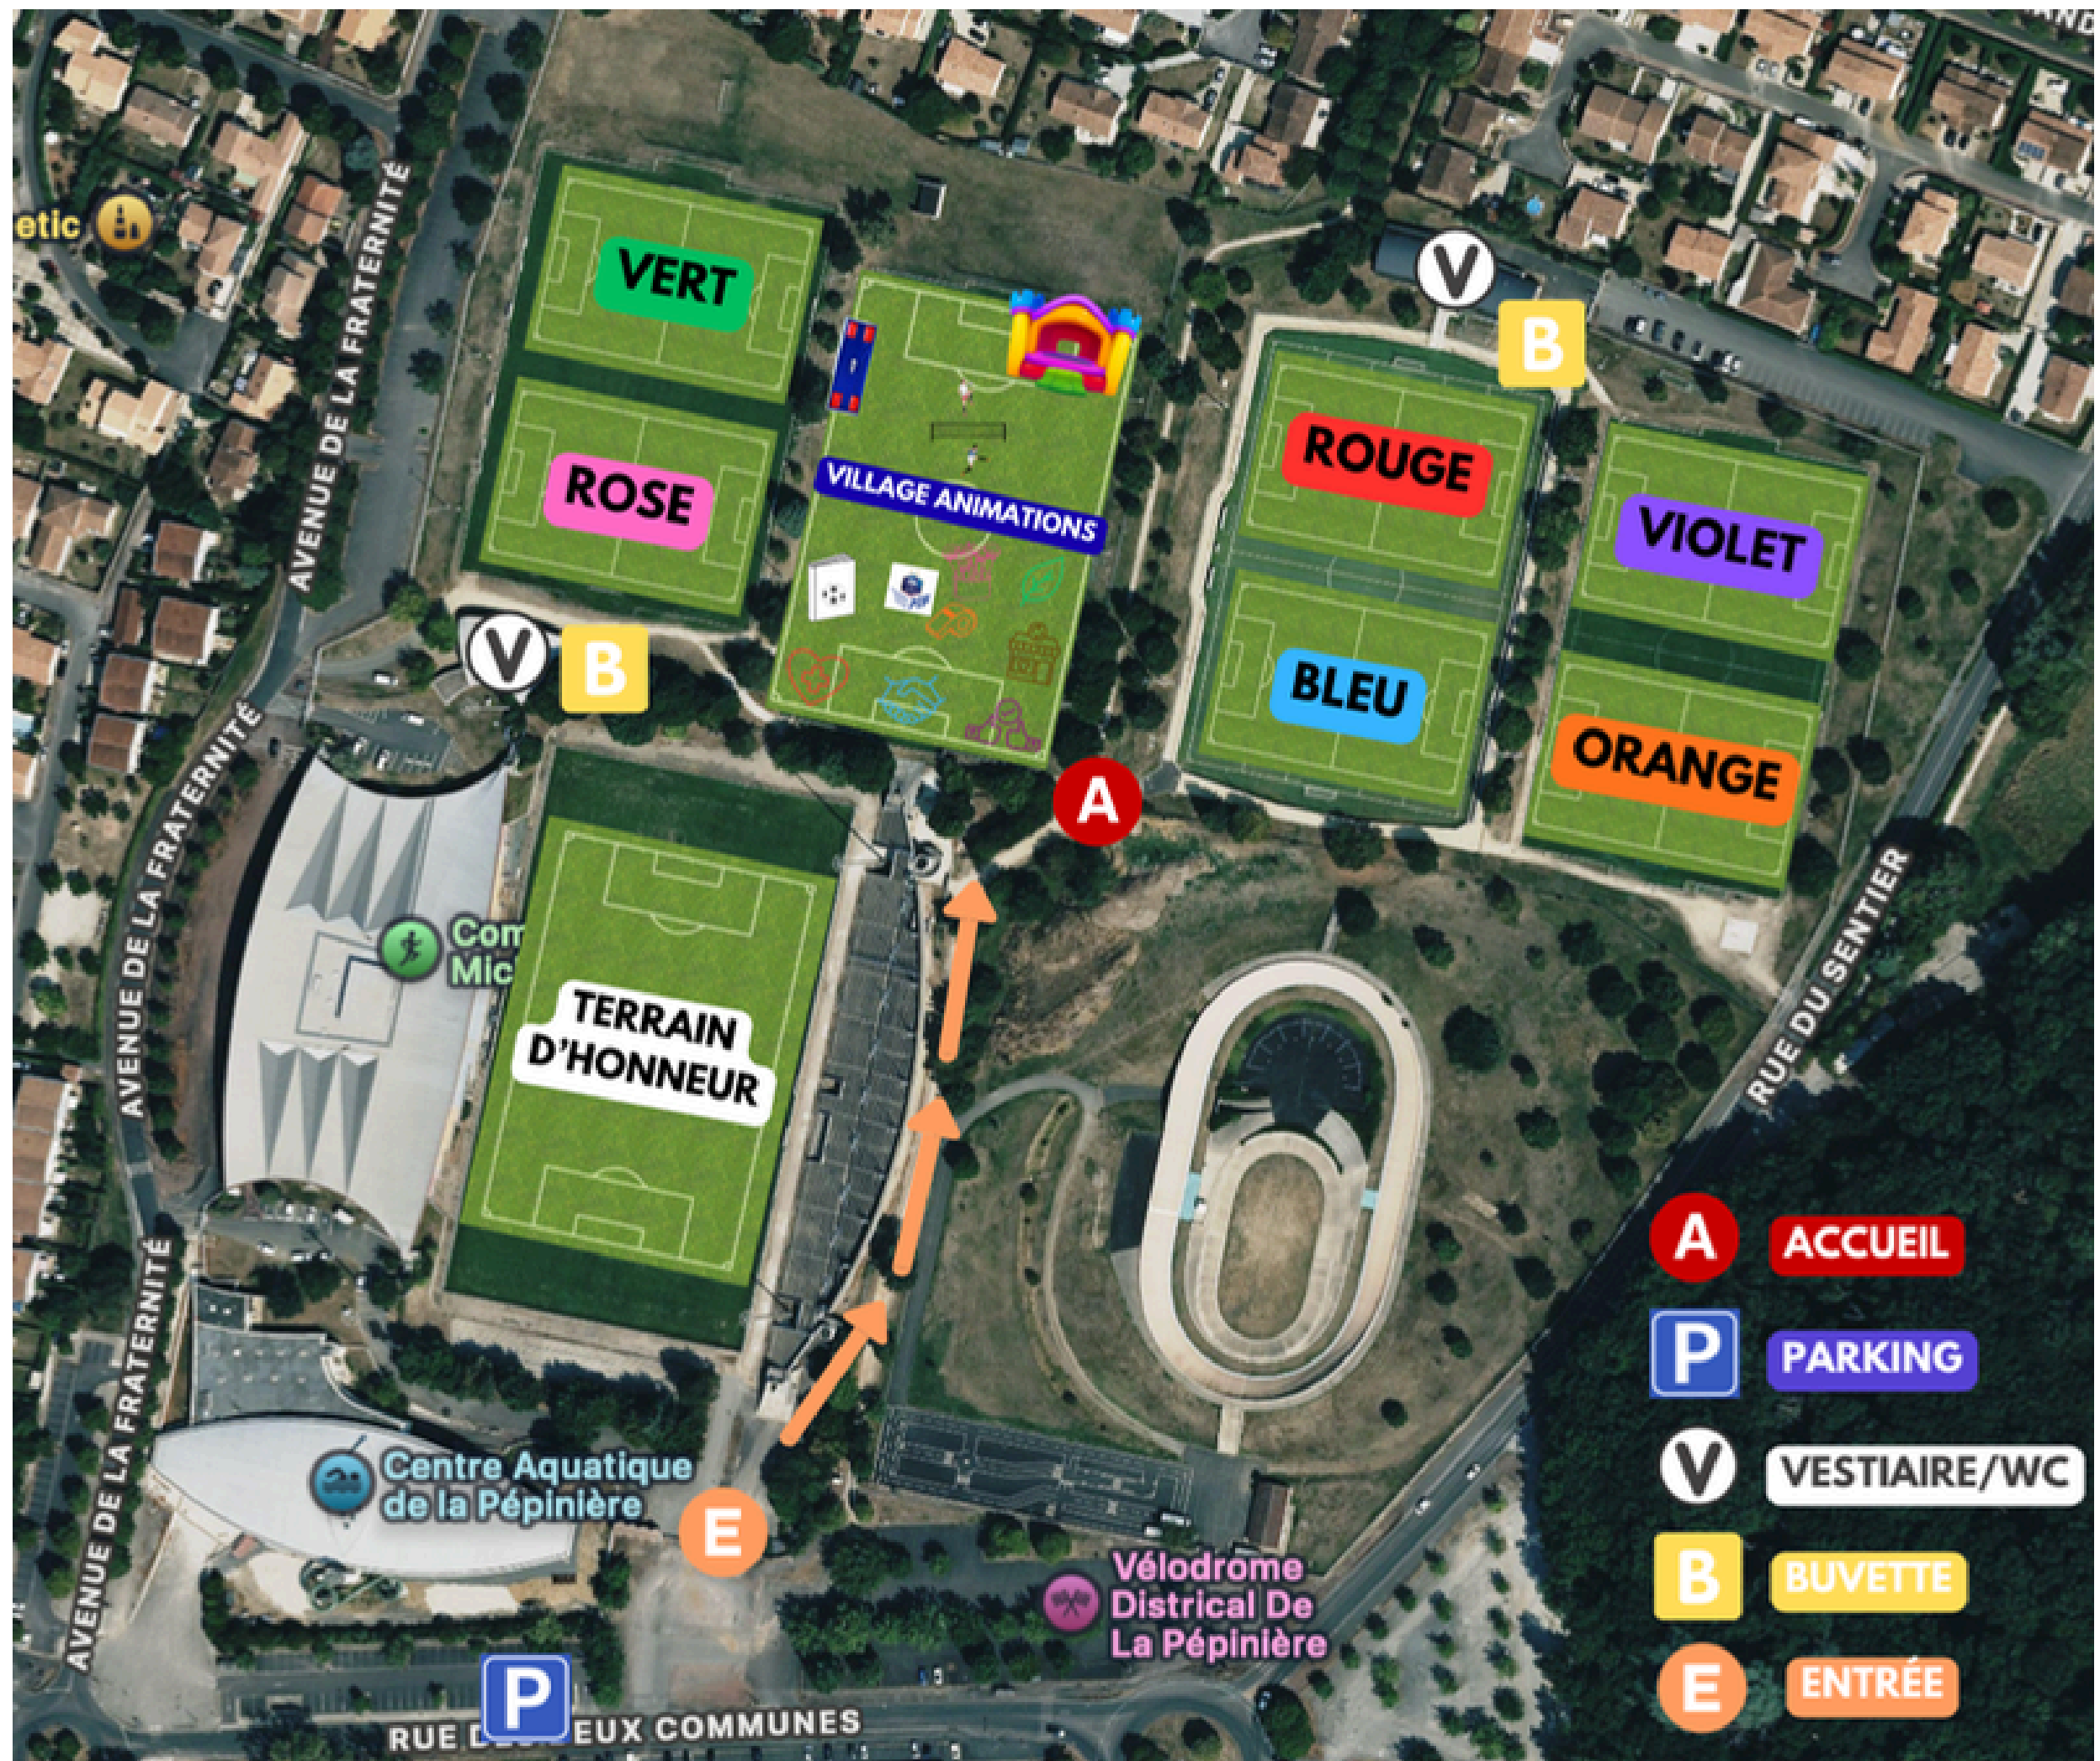 etic
AVENUE DE LA FRATERNITÉ
VERT
ROSE
VILLAGE ANIMATIONS
V
B
ROUGE
BLEU
VIOLET
ORANGE
V
B
A
AVENUE DE LA FRATERNITÉ
Com
Mic
TERRAIN
D'HONNEUR
RUE DU SENTIER
AVENUE DE LA FRATERNITÉ
Centre Aquatique
de la Pépinière
E
Vélodrome
Districal De
La Pépinière
P
RUE D EUX COMMUNES
A ACCUEIL
P PARKING
V VESTIAIRE/WC
B BUVETTE
E ENTRÉE